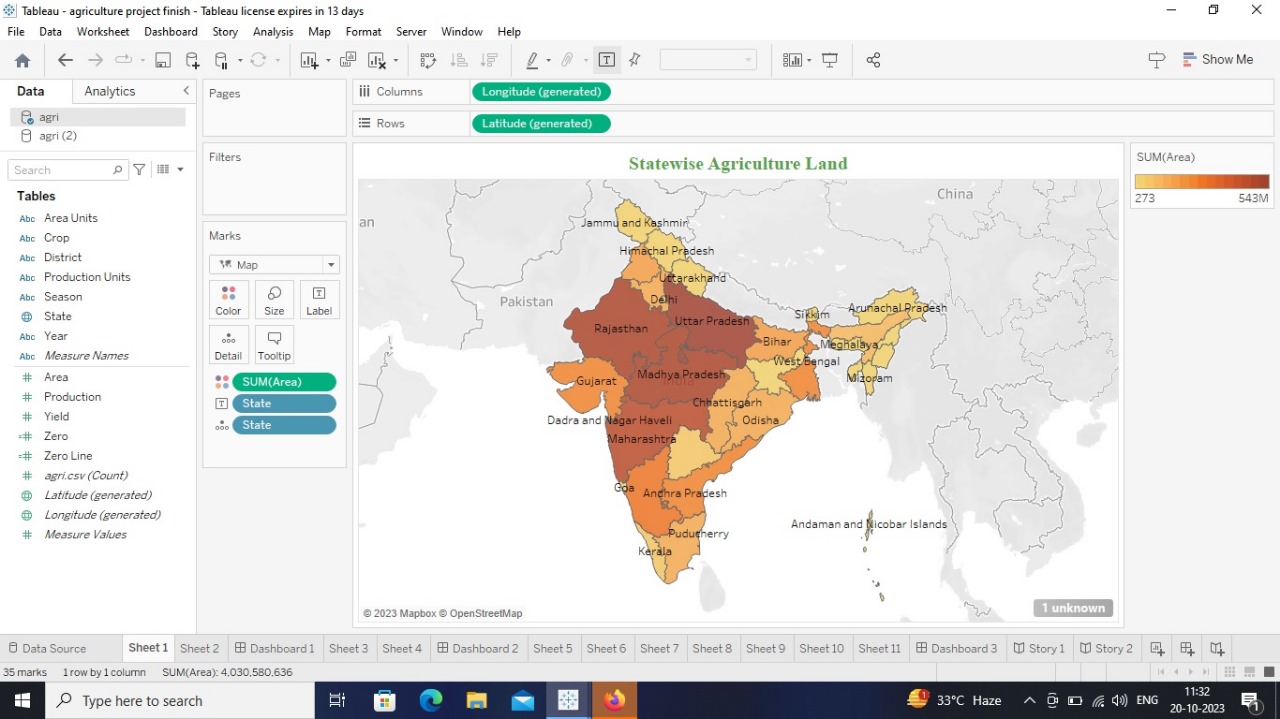 Tableau - agriculture project finish - Tableau license expires in 13 days
File Data Worksheet Dashboard Story Analysis Map Format Server Window Help
Show Me
Data Analytics
agri
agri (2)
Search
Tables
Abc Area Units
Abc Crop
Abc District
Abc Production Units
Abc Season
State
Abc Year
Abc Measure Names
Area
Production
Yield
Zero
Zero Line
agri.csv (Count)
Latitude (generated)
Longitude (generated)
Measure Values
Pages
Filters
Marks
Map
Color Size Label
Detail Tooltip
SUM(Area)
State
State
Columns Longitude (generated)
Rows Latitude (generated)
Statewise Agriculture Land
China
an
Jammu and Kashmir
Himachal Pradesh
Uttarakhand
Pakistan
Delhi
Arunachal Pradesh
Sikkim
Uttar Pradesh
Rajasthan
Bihar
Meghalaya
West Bengal
Madhya Pradesh
India
Mizoram
Gujarat
Chhattisgarh
Dadra and Nagar Haveli
Odisha
Maharashtra
Goa
Andhra Pradesh
Andaman and Nicobar Islands
Puducherry
Kerala
© 2023 Mapbox © OpenStreetMap
1 unknown
SUM(Area)
273 543M
Data Source Sheet 1 Sheet 2 Dashboard 1 Sheet 3 Sheet 4 Dashboard 2 Sheet 5 Sheet 6 Sheet 7 Sheet 8 Sheet 9 Sheet 10 Sheet 11 Dashboard 3 Story 1 Story 2
35 marks 1 row by 1 column SUM(Area): 4,030,580,636
Type here to search
1
33°C Haze
ENG
11:32
20-10-2023
1